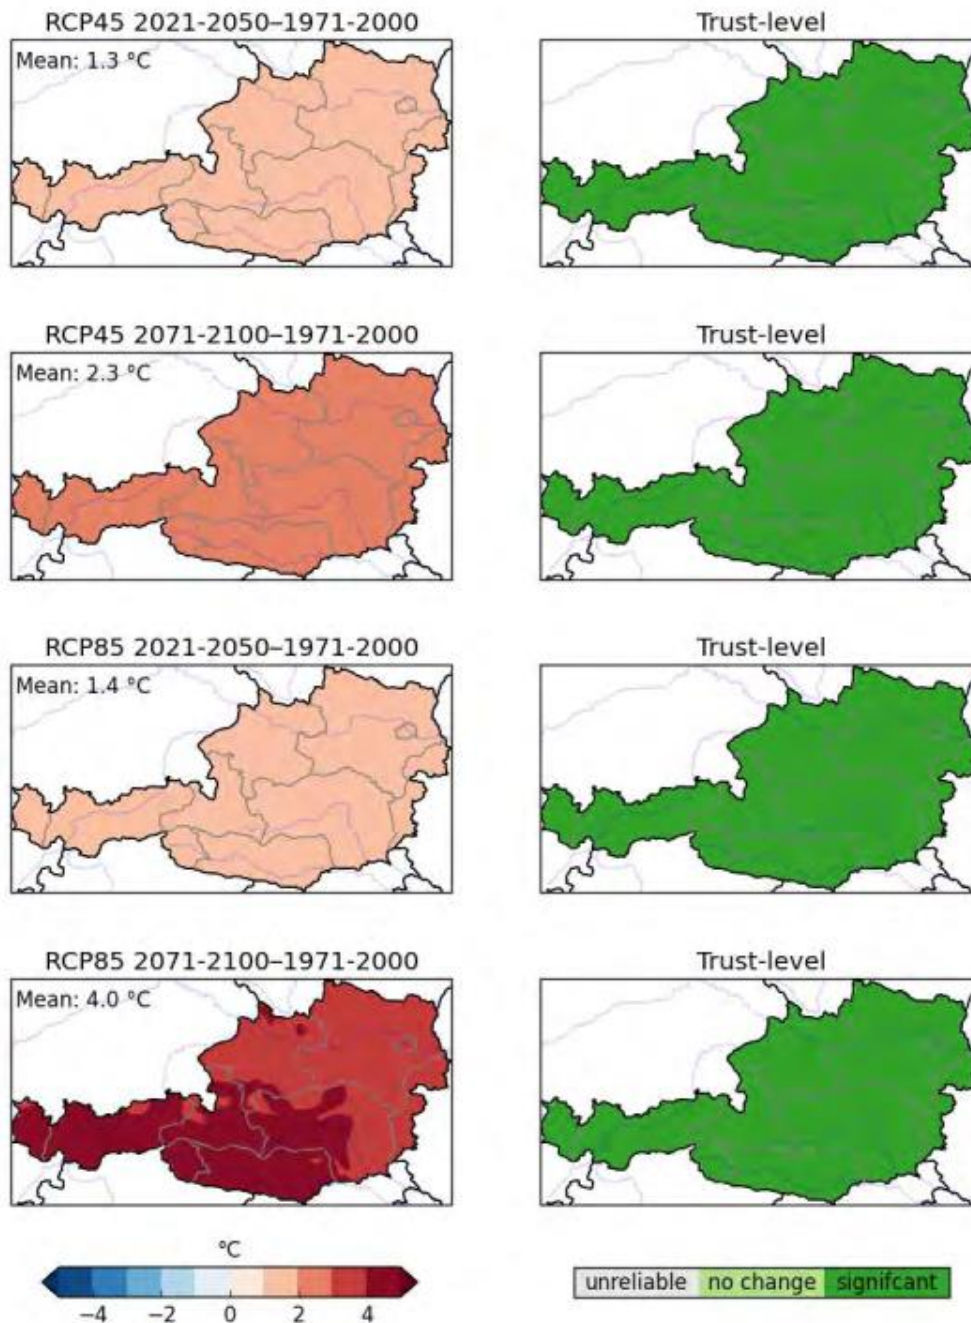 RCP45 2021-2050–1971-2000
Trust-level
Mean: 1.3 °C
RCP45 2071-2100–1971-2000
Trust-level
Mean: 2.3 °C
RCP85 2021-2050–1971-2000
Trust-level
Mean: 1.4 °C
RCP85 2071-2100–1971-2000
Trust-level
Mean: 4.0 °C
°C
−4 −2 0 2 4
unreliable no change signifcant